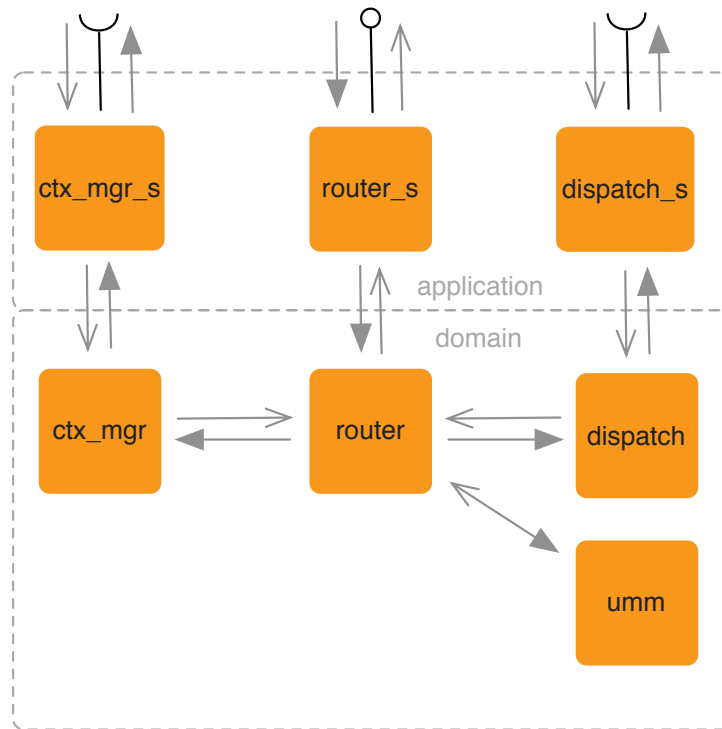 ctx_mgr_s
router_s
dispatch_s
application
domain
ctx_mgr
router
dispatch
umm